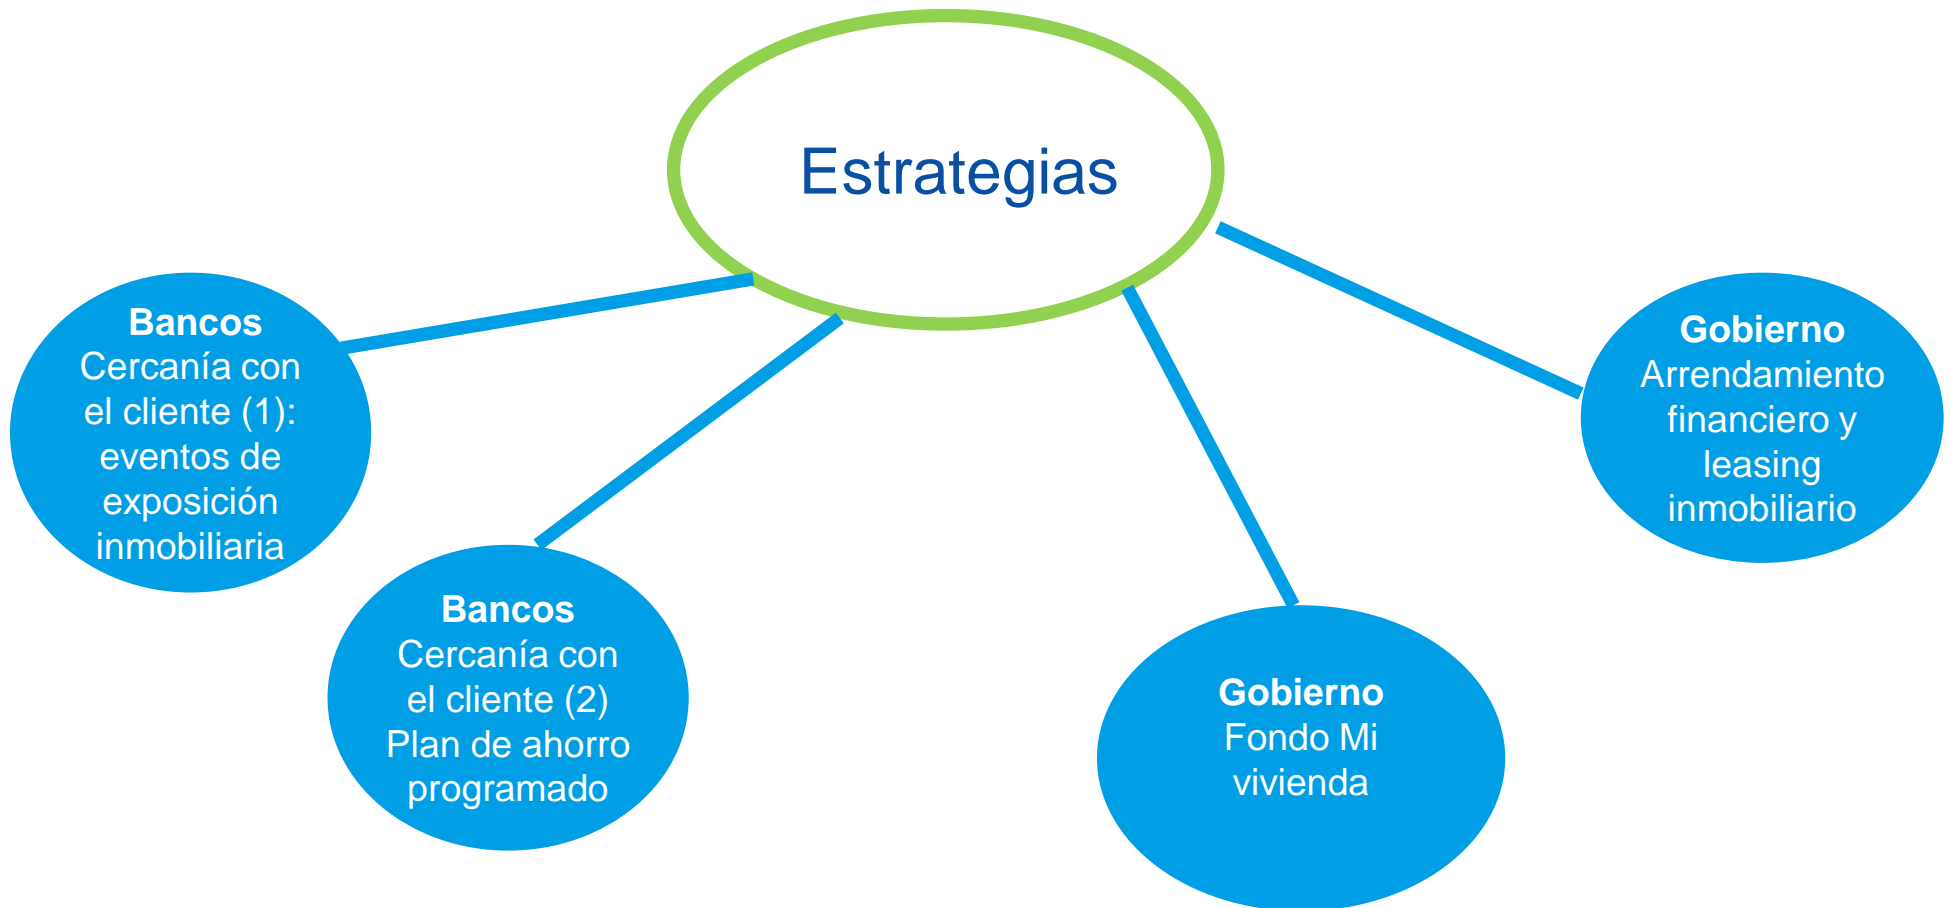 Estrategias
Bancos
Cercanía con
el cliente (1):
eventos de
exposición
inmobiliaria
Bancos
Cercanía con
el cliente (2)
Plan de ahorro
programado
Gobierno
Fondo Mi
vivienda
Gobierno
Arrendamiento
financiero y
leasing
inmobiliario